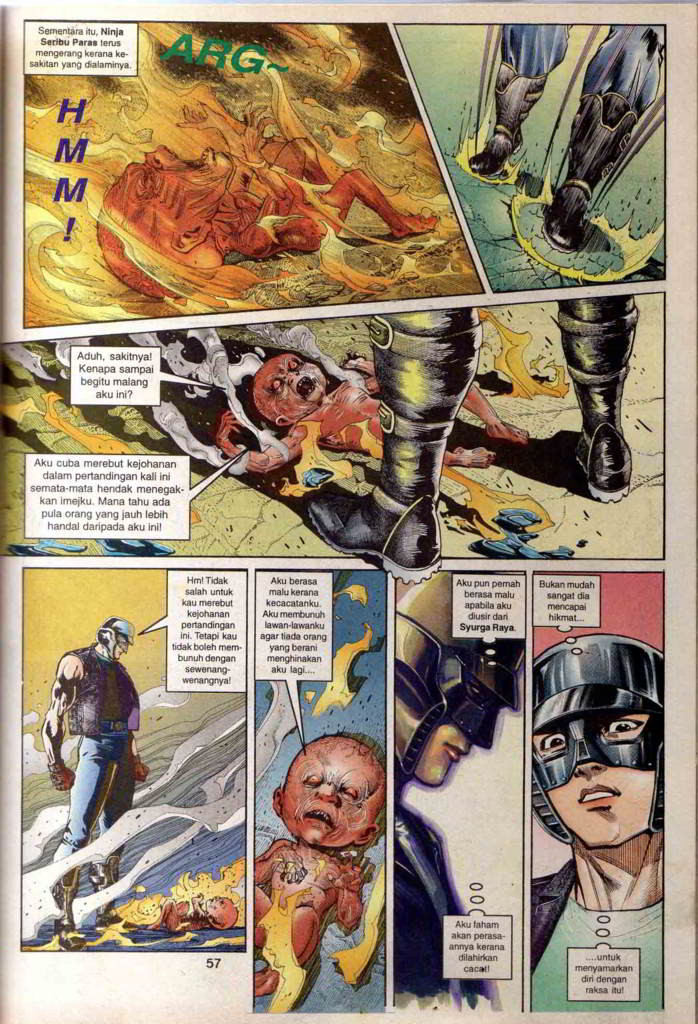 Sementara itu, Ninja
Seribu Paras terus
mengerang kerana ke-
sakitan yang dialaminya.
ARG~
HMM!
Aduh, sakitnya!
Kenapa sampai
begitu malang
aku ini?
Aku cuba merebut kejohanan
dalam pertandingan kali ini
semata-mata hendak menegak-
kan imejku. Mana tahu ada
pula orang yang jauh lebih
handal daripada aku ini!
Hm! Tidak
salah untuk
kau merebut
kejohanan
pertandingan
ini. Tetapi kau
tidak boleh mem-
bunuh dengan
sewenang-
wenangnya!
Aku berasa
malu kerana
kecacatanku.
Aku membunuh
lawan-lawanku
agar tiada orang
yang berani
menghinakan
aku lagi....
Aku pun pernah
berasa malu
apabila aku
diusir dari
Syurga Raya.
Aku faham
akan perasa-
annya kerana
dilahirkan
cacat!
Bukan mudah
sangat dia
mencapai
hikmat...
....untuk
menyamarkan
diri dengan
raksa itu!
57